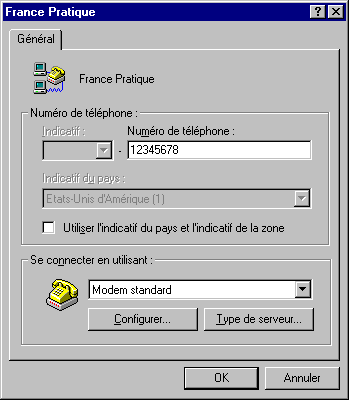 France Pratique
Général
France Pratique
Numéro de téléphone :
Indicatif : Numéro de téléphone :
- 12345678
Indicatif du pays :
Etats-Unis d'Amérique (1)
Utiliser l'indicatif du pays et l'indicatif de la zone
Se connecter en utilisant :
Modem standard
Configurer... Type de serveur...
OK Annuler